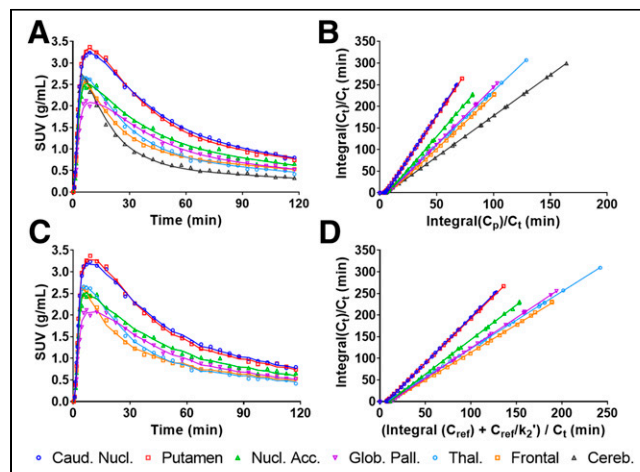 A
SUV (g/mL)
3.5
3.0
2.5
2.0
1.5
1.0
0.5
0.0
0 30 60 90 120
Time (min)
B
Integral(Cₜ)/Cₜ (min)
400
350
300
250
200
150
100
50
0
0 50 100 150 200
Integral(Cₚ)/Cₜ (min)
C
SUV (g/mL)
3.5
3.0
2.5
2.0
1.5
1.0
0.5
0.0
0 30 60 90 120
Time (min)
D
Integral(Cₜ)/Cₜ (min)
400
350
300
250
200
150
100
50
0
0 50 100 150 200 250
(Integral (C_ref) + C_ref/k₂') / Cₜ (min)
Caud. Nucl. Putamen Nucl. Acc. Glob. Pall. Thal. Frontal Cereb.